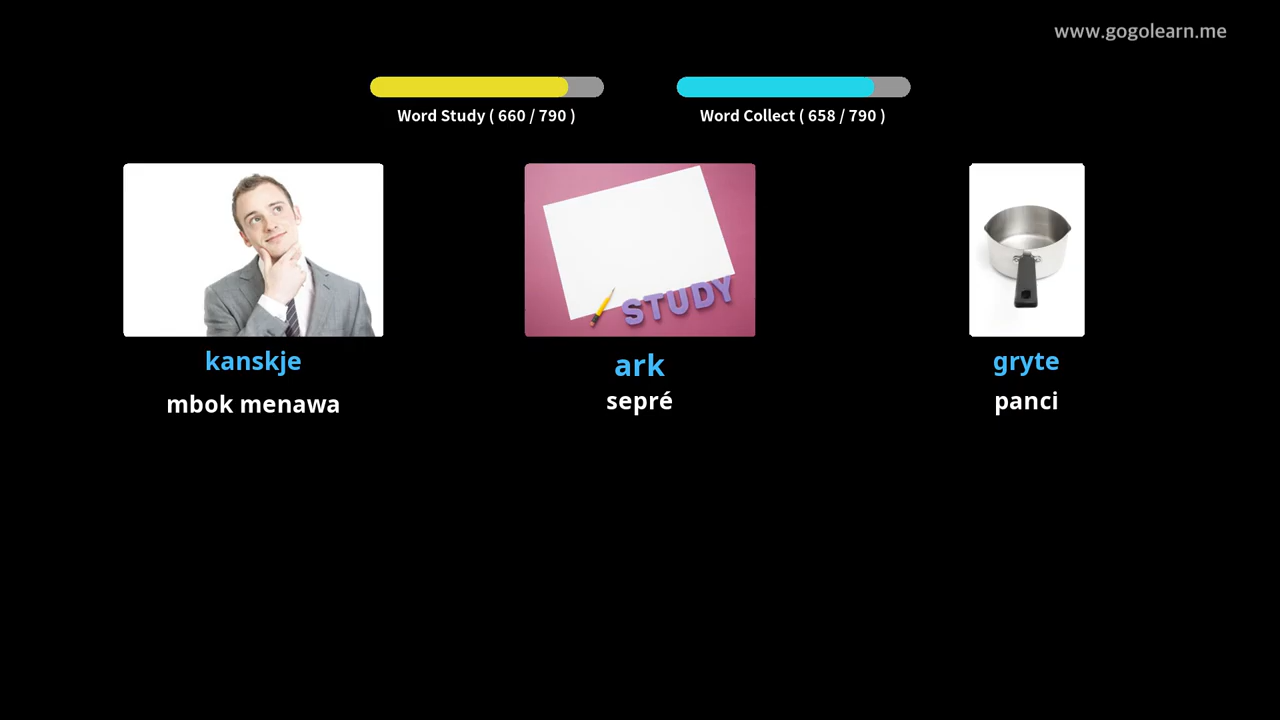 www.gogolearn.me
Word Study ( 660 / 790 )
Word Collect ( 658 / 790 )
STUDY
kanskje
ark
gryte
mbok menawa
sepré
panci